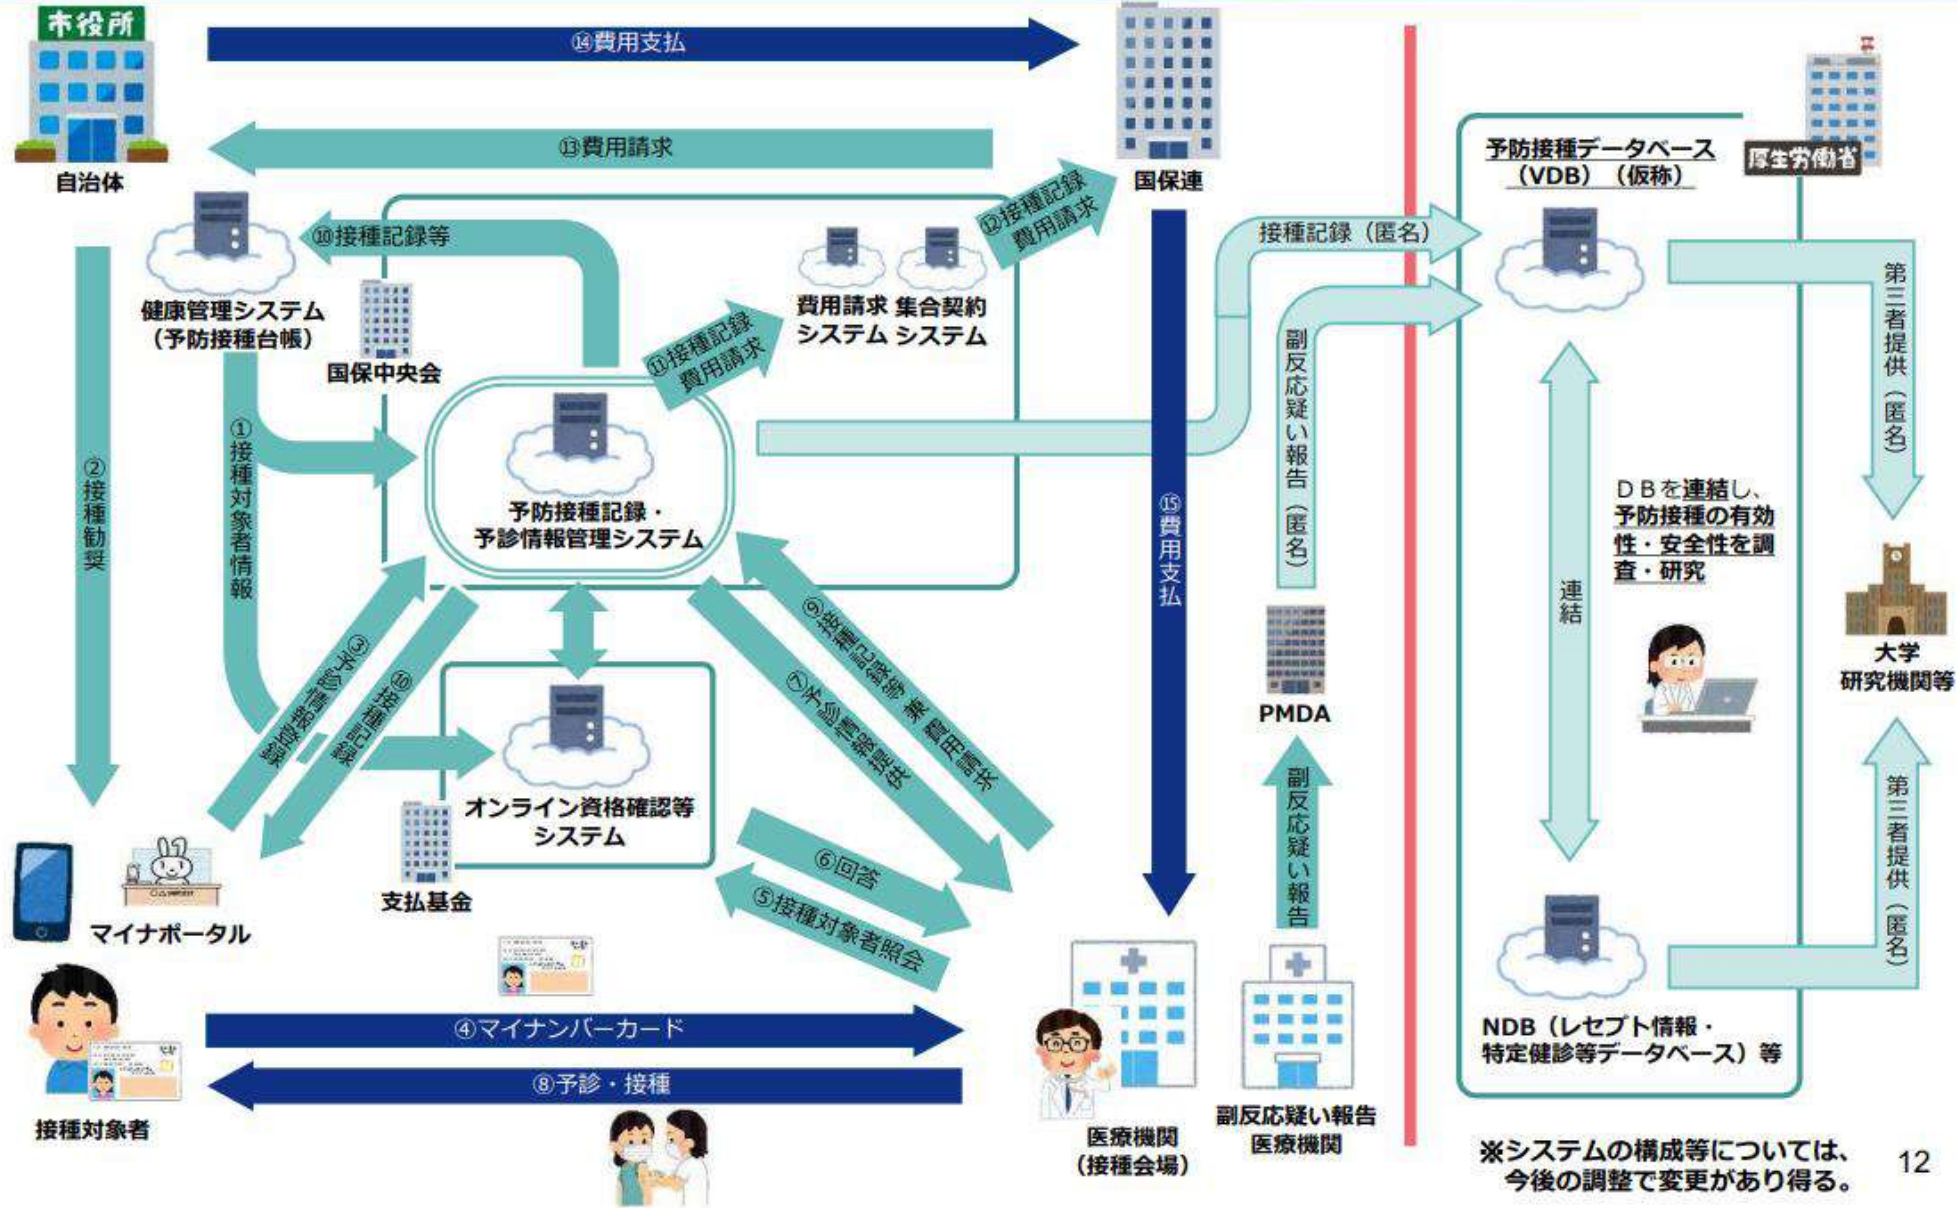 市役所
自治体
⑭費用支払
国保連
⑬費用請求
⑫接種記録
費用請求
健康管理システム
（予防接種台帳）
⑩接種記録等
国保中央会
費用請求
システム
集合契約
システム
⑪接種記録
費用請求
①接種対象者情報
②接種勧奨
予防接種記録・
予診情報管理システム
③予診情報登録
⑩接種記録
⑨接種記録等 兼 費用請求
⑦予診情報提供
オンライン資格確認等
システム
支払基金
⑥回答
⑤接種対象者照会
マイナポータル
④マイナンバーカード
⑧予診・接種
接種対象者
⑮費用支払
医療機関
（接種会場）
副反応疑い報告
医療機関
副反応疑い報告
PMDA
副反応疑い報告（匿名）
接種記録（匿名）
予防接種データベース
（VDB）（仮称）
厚生労働省
第三者提供（匿名）
連結
ＤＢを連結し、
予防接種の有効
性・安全性を調
査・研究
大学
研究機関等
第三者提供（匿名）
NDB（レセプト情報・
特定健診等データベース）等
※システムの構成等については、
今後の調整で変更があり得る。
12